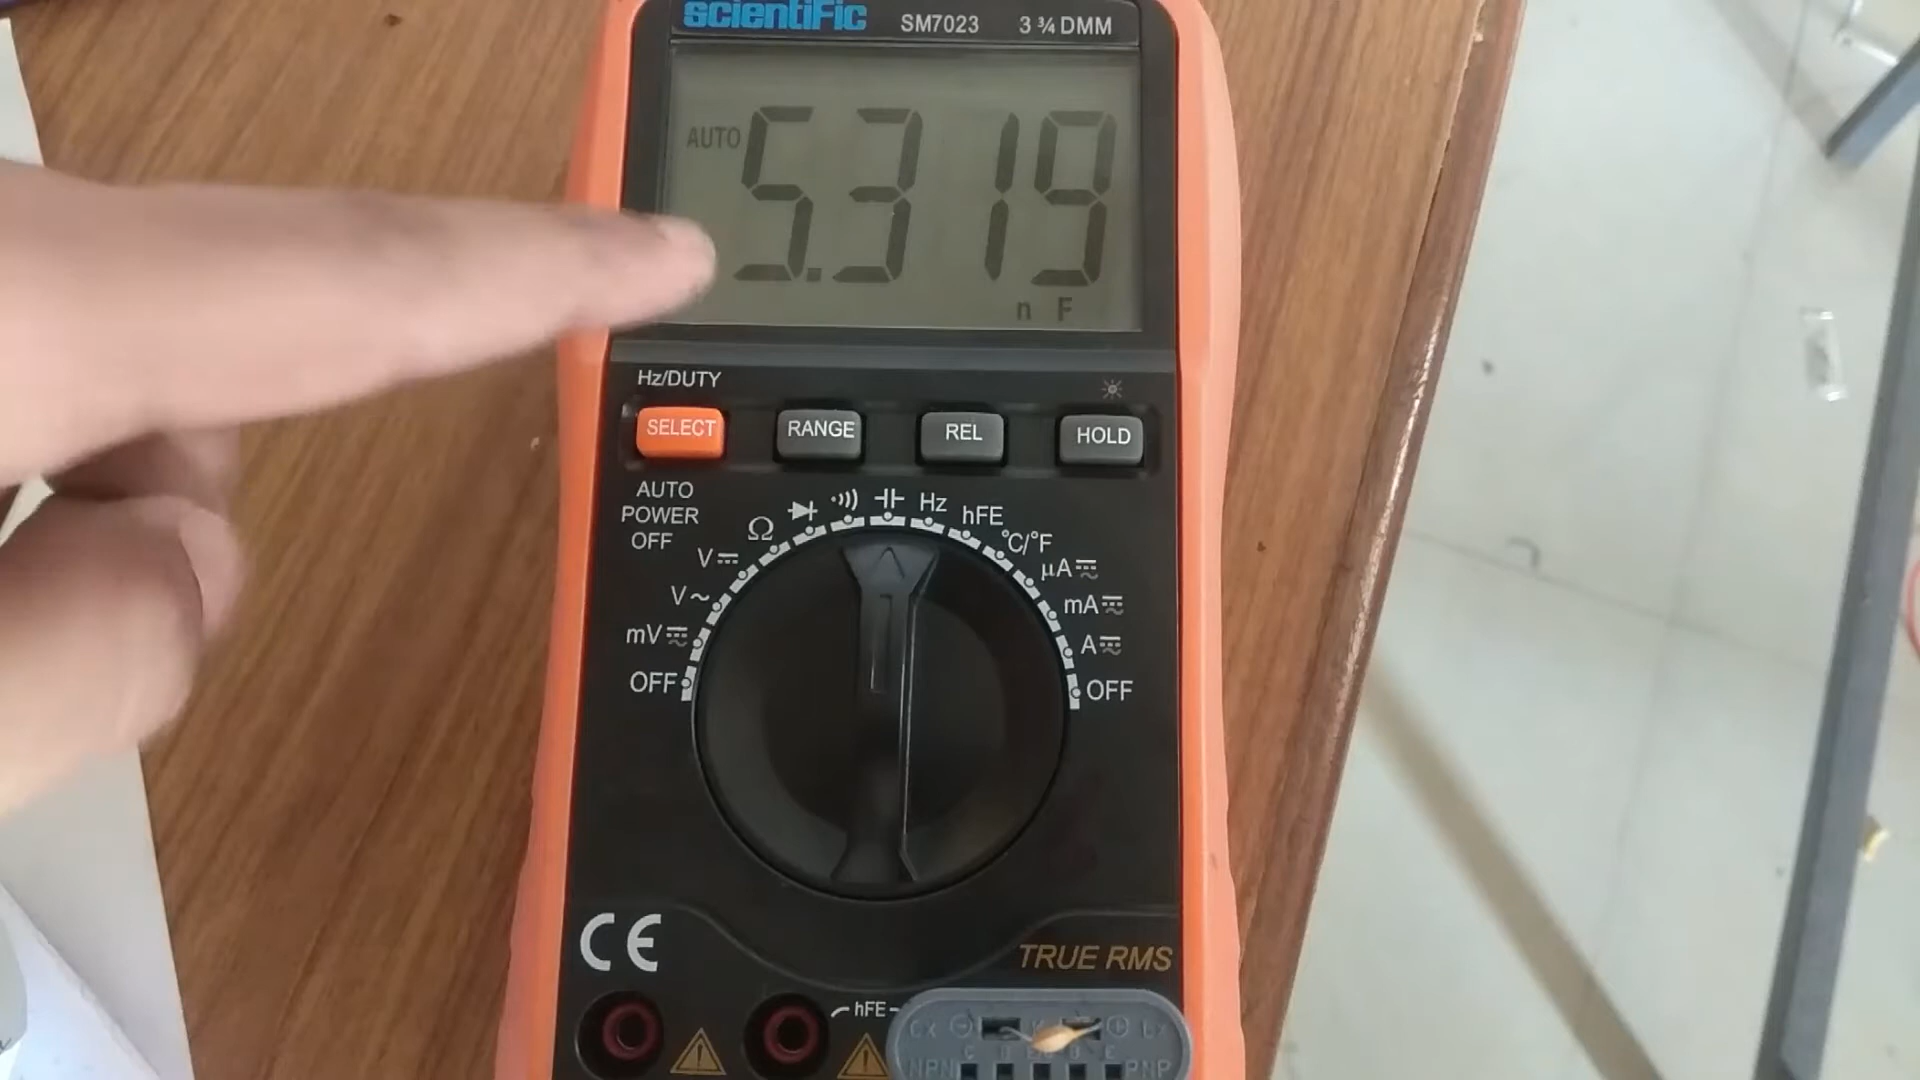 scientiFic SM7023 3 ¾ DMM
AUTO 5.319
n F
Hz/DUTY
SELECT RANGE REL HOLD
AUTO
POWER
OFF
Hz
hFE
Ω
°C/°F
V
µA
V~
mA
mV
A
OFF OFF
CE
TRUE RMS
hFE
Cx Lx
NPN PNP